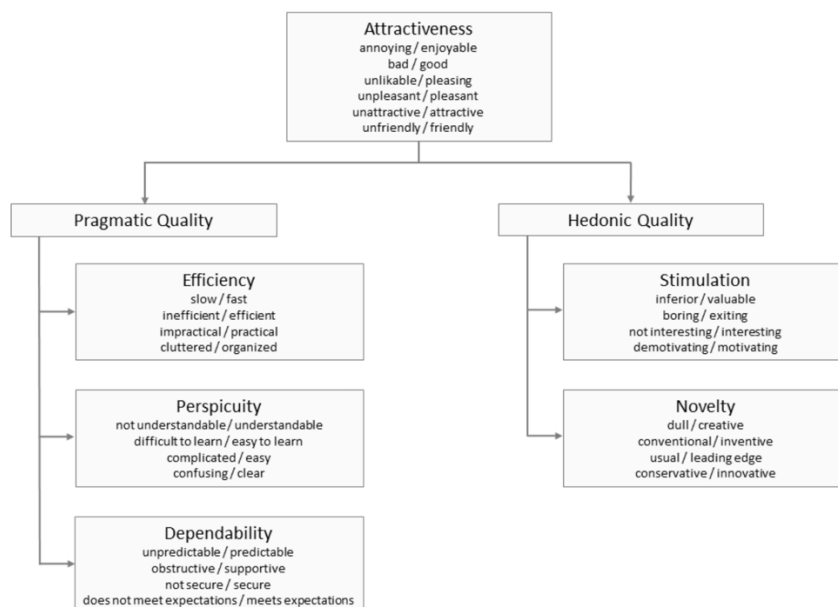 Attractiveness
annoying / enjoyable
bad / good
unlikable / pleasing
unpleasant / pleasant
unattractive / attractive
unfriendly / friendly
Pragmatic Quality
Efficiency
slow / fast
inefficient / efficient
impractical / practical
cluttered / organized
Perspicuity
not understandable / understandable
difficult to learn / easy to learn
complicated / easy
confusing / clear
Dependability
unpredictable / predictable
obstructive / supportive
not secure / secure
does not meet expectations / meets expectations
Hedonic Quality
Stimulation
inferior / valuable
boring / exiting
not interesting / interesting
demotivating / motivating
Novelty
dull / creative
conventional / inventive
usual / leading edge
conservative / innovative